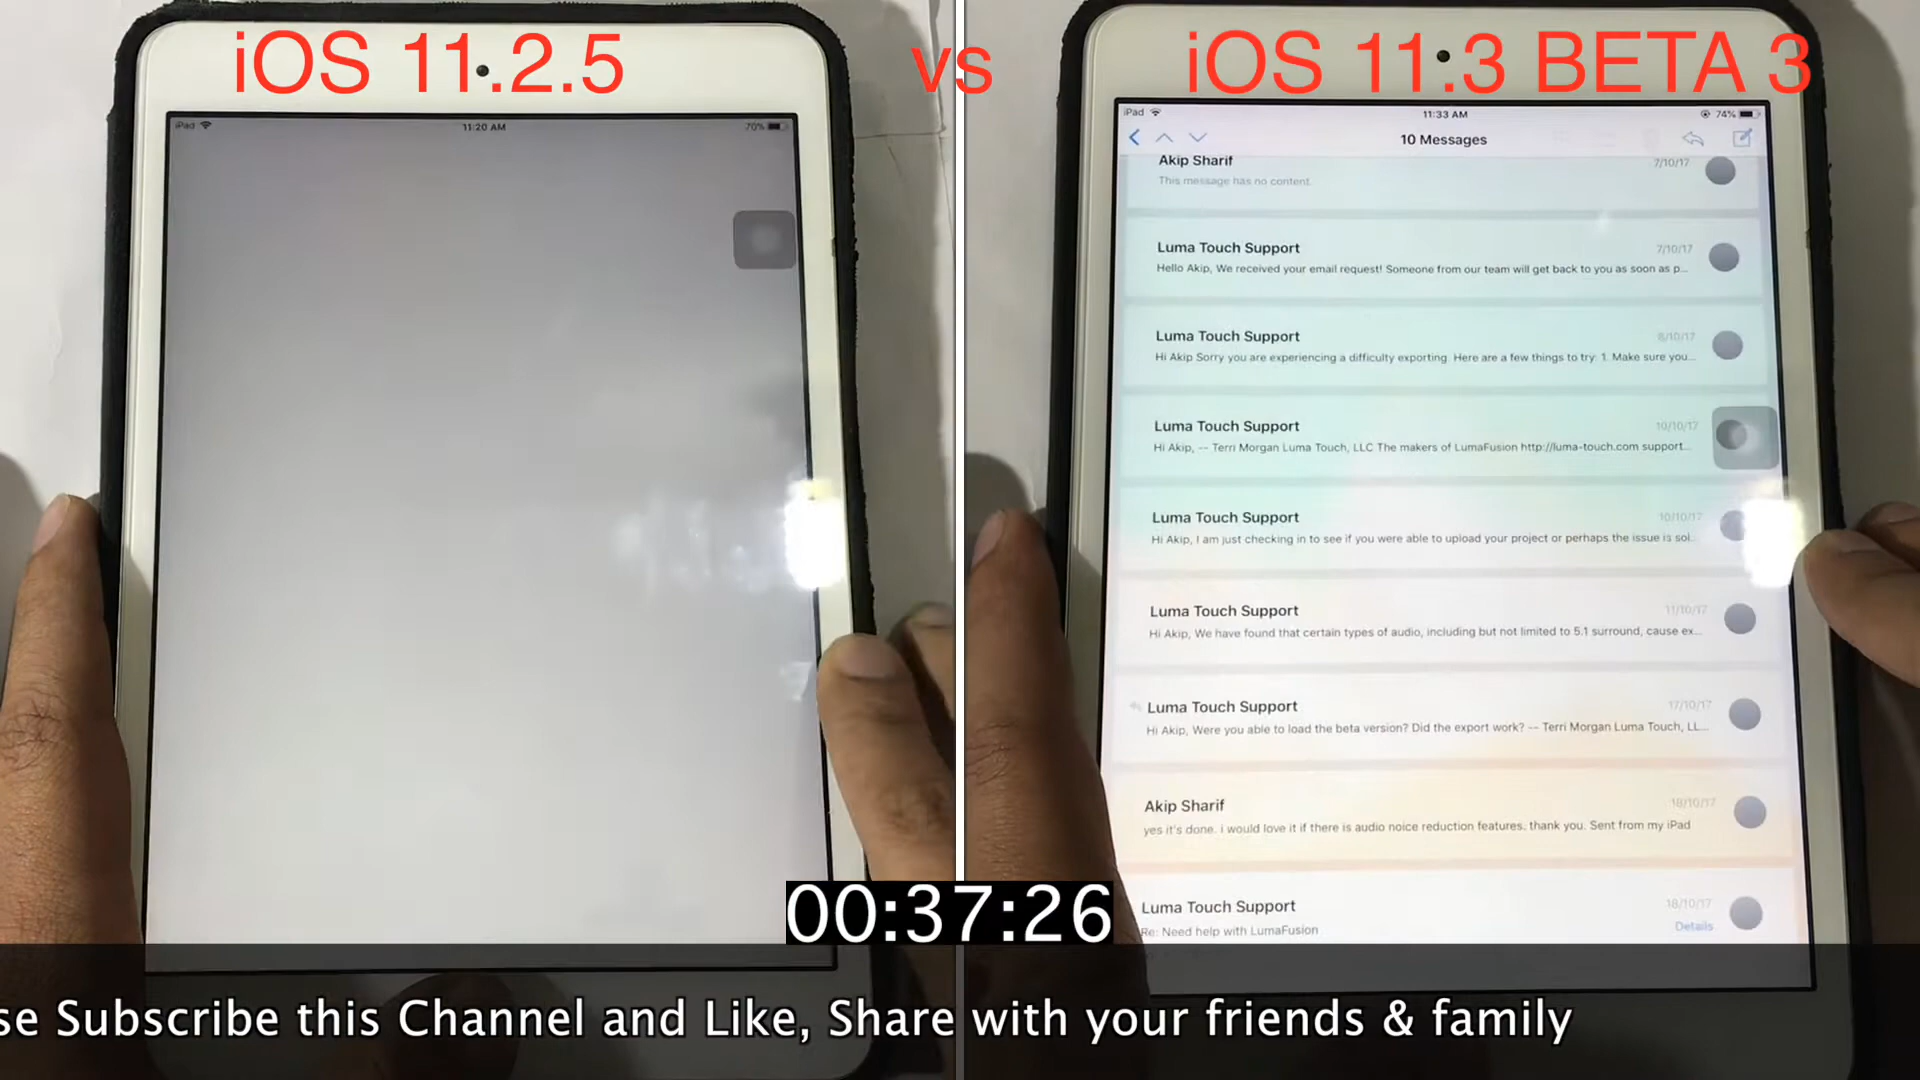 iOS 11.2.5 vs iOS 11.3 BETA 3
iPad 11:20 AM 70%
iPad 11:33 AM 74%
10 Messages
Akip Sharif 7/10/17
This message has no content.
Luma Touch Support 7/10/17
Hello Akip, We received your email request! Someone from our team will get back to you as soon as p...
Luma Touch Support 8/10/17
Hi Akip Sorry you are experiencing a difficulty exporting. Here are a few things to try: 1. Make sure you...
Luma Touch Support 10/10/17
Hi Akip, -- Terri Morgan Luma Touch, LLC The makers of LumaFusion http://luma-touch.com support...
Luma Touch Support 10/10/17
Hi Akip, I am just checking in to see if you were able to upload your project or perhaps the issue is sol...
Luma Touch Support 11/10/17
Hi Akip, We have found that certain types of audio, including but not limited to 5.1 surround, cause ex...
Luma Touch Support 17/10/17
Hi Akip, Were you able to load the beta version? Did the export work? -- Terri Morgan Luma Touch, LL...
Akip Sharif 18/10/17
yes it's done. i would love it if there is audio noice reduction features. thank you. Sent from my iPad
Luma Touch Support 18/10/17
Re: Need help with LumaFusion Details
00:37:26
se Subscribe this Channel and Like, Share with your friends & family